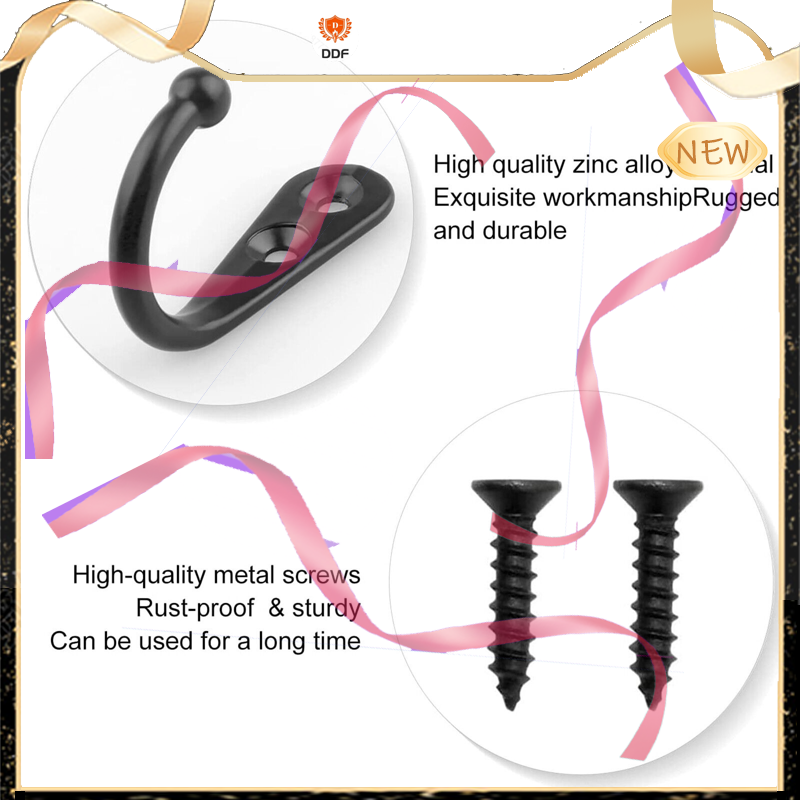 DDF
NEW
High quality zinc alloy
Exquisite workmanshipRugged
and durable
High-quality metal screws
Rust-proof & sturdy
Can be used for a long time